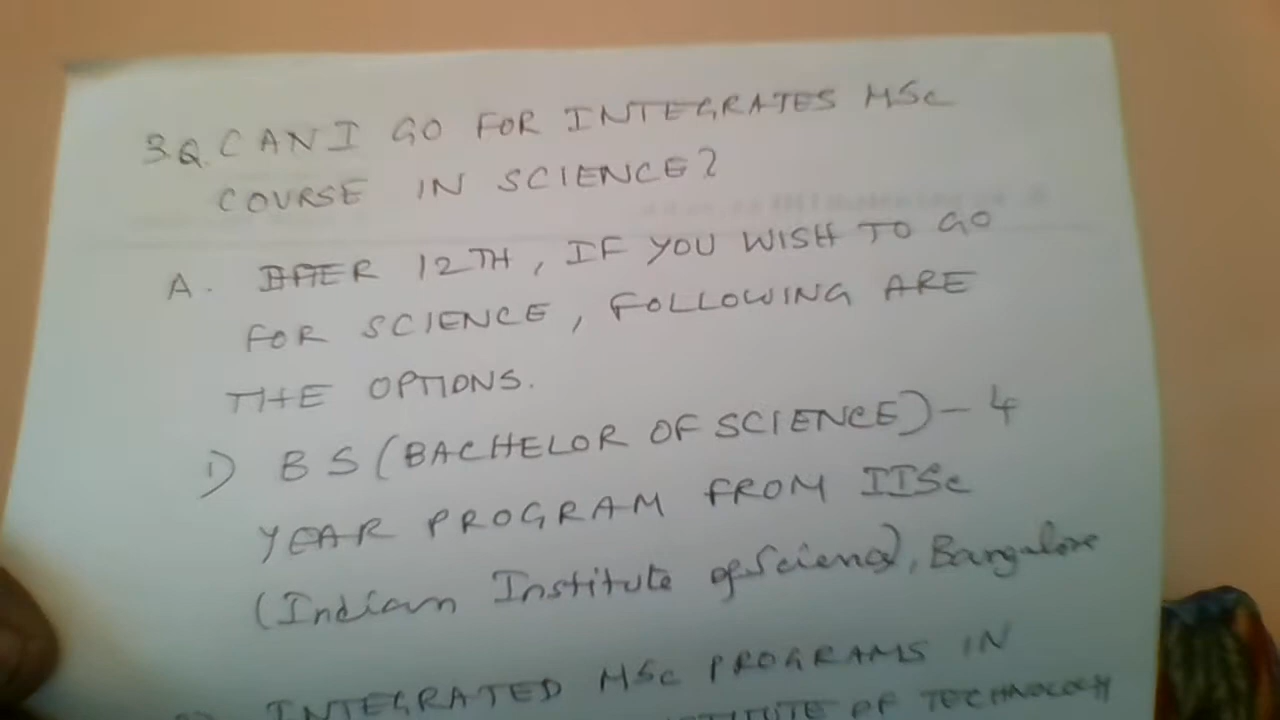 3Q. CAN I GO FOR INTEGRATES MSc
COURSE IN SCIENCE?
A. AFTER 12TH, IF YOU WISH TO GO
FOR SCIENCE, FOLLOWING ARE
THE OPTIONS.
1) BS (BACHELOR OF SCIENCE) - 4
YEAR PROGRAM FROM IISc
(Indian Institute of Science), Bangalore
INTEGRATED MSc PROGRAMS IN
OF TECHNOLOGY